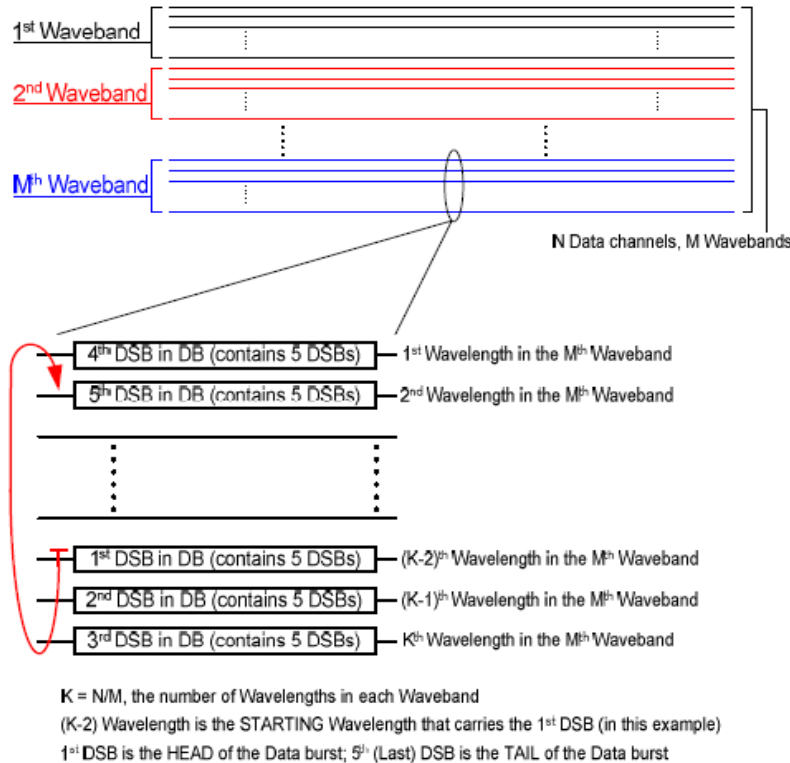 1st Waveband
2nd Waveband
Mth Waveband
N Data channels, M Wavebands
4th DSB in DB (contains 5 DSBs) 1st Wavelength in the Mth Waveband
5th DSB in DB (contains 5 DSBs) 2nd Wavelength in the Mth Waveband
1st DSB in DB (contains 5 DSBs) (K-2)th Wavelength in the Mth Waveband
2nd DSB in DB (contains 5 DSBs) (K-1)th Wavelength in the Mth Waveband
3rd DSB in DB (contains 5 DSBs) Kth Wavelength in the Mth Waveband
K = N/M, the number of Wavelengths in each Waveband
(K-2) Wavelength is the STARTING Wavelength that carries the 1st DSB (in this example)
1st DSB is the HEAD of the Data burst; 5th (Last) DSB is the TAIL of the Data burst